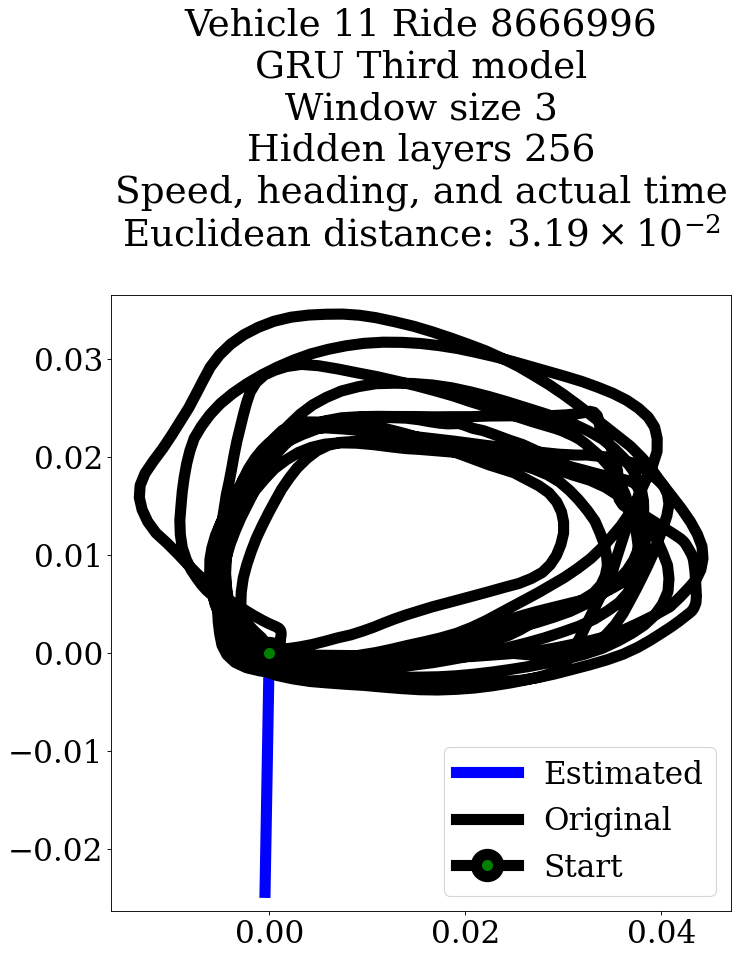 Vehicle 11 Ride 8666996
GRU Third model
Window size 3
Hidden layers 256
Speed, heading, and actual time
Euclidean distance: 3.19 × 10⁻²
0.03
0.02
0.01
0.00
−0.01
−0.02
Estimated
Original
Start
0.00 0.02 0.04